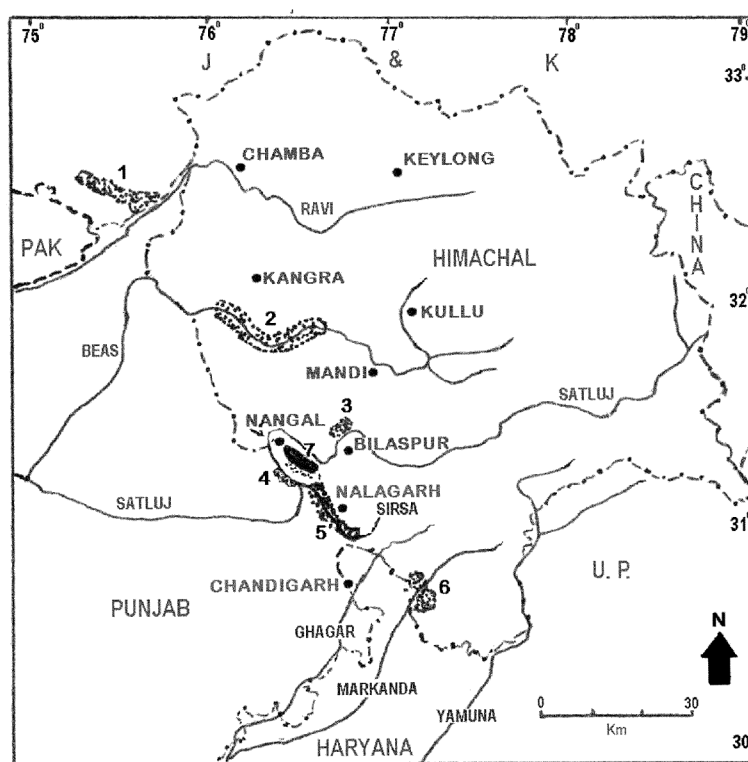 75° 76° 77° 78° 79
J & K
33°
CHAMBA
KEYLONG
1
RAVI
PAK
CHINA
HIMACHAL
KANGRA
32°
2
KULLU
BEAS
MANDI
SATLUJ
3
NANGAL
BILASPUR
7
4
NALAGARH
SATLUJ
SIRSA
31°
5
CHANDIGARH
6
U.P.
PUNJAB
N
GHAGAR
MARKANDA
0 30
YAMUNA
Km
HARYANA
30